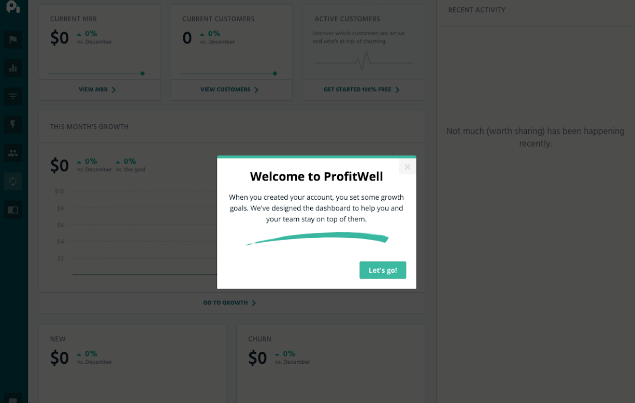 CURRENT MRR
$0
0%
vs. December
VIEW MRR
CURRENT CUSTOMERS
0
0%
vs. December
VIEW CUSTOMERS
ACTIVE CUSTOMERS
Discover which customers are active
and who's at risk of churning.
GET STARTED 100% FREE
RECENT ACTIVITY
Not much (worth sharing) has been happening
recently.
THIS MONTH'S GROWTH
$0
0%
vs. December
0%
vs. this goal
$10
$8
$6
$4
$2
GO TO GROWTH
Welcome to ProfitWell
When you created your account, you set some growth
goals. We've designed the dashboard to help you and
your team stay on top of them.
Let's go!
NEW
$0
0%
vs. December
CHURN
$0
0%
vs. December